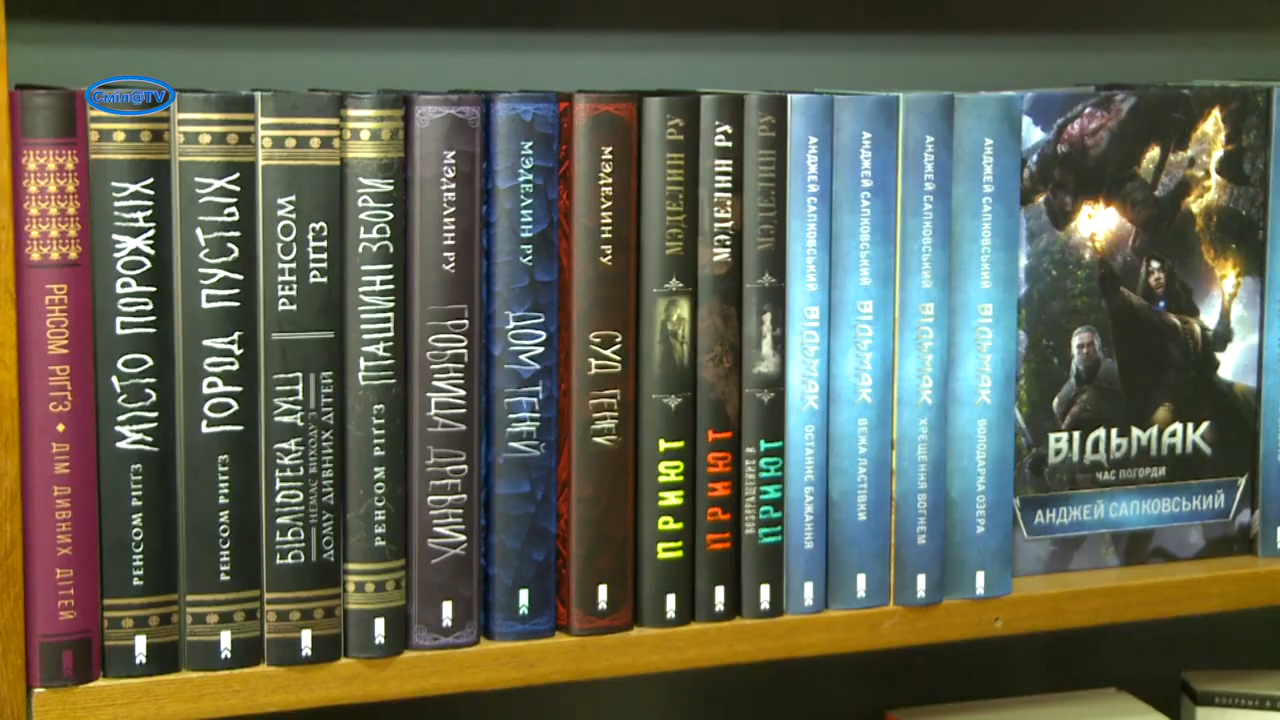 Сміл@TV
РЕНСОМ РІГҐЗ ◆ ДІМ ДИВНИХ ДІТЕЙ
РЕНСОМ РІГГЗ МІСТО ПОРОЖНІХ
РЕНСОМ РИГГЗ ГОРОД ПУСТЫХ
РЕНСОМ
РІГГЗ
БІБЛІОТЕКА ДУШ
НЕМАЄ ВИХОДУ З
ДОМУ ДИВНИХ ДІТЕЙ
РЕНСОМ РІГГЗ ПТАШИНІ ЗБОРИ
МЭДЕЛИН РУ ГРОБНИЦА ДРЕВНИХ
МЭДЕЛИН РУ ДОМ ТЕНЕЙ
МЭДЕЛИН РУ СУД ТЕНЕЙ
МЭДЕЛИН РУ ПРИЮТ
МЭДЕЛИН РУ ПРИЮТ
МЭДЕЛИН РУ
ВОЗВРАЩЕНИЕ В
ПРИЮТ
АНДЖЕЙ САПКОВСЬКИЙ ВІДЬМАК ОСТАННЄ БАЖАННЯ
АНДЖЕЙ САПКОВСЬКИЙ ВІДЬМАК ВЕЖА ЛАСТІВКИ
АНДЖЕЙ САПКОВСЬКИЙ ВІДЬМАК ХРЕЩЕННЯ ВОГНЕМ
АНДЖЕЙ САПКОВСЬКИЙ ВІДЬМАК ВОЛОДАРКА ОЗЕРА
ВІДЬМАК
ЧАС ПОГОРДИ
АНДЖЕЙ САПКОВСЬКИЙ
ВПЕРВЫЕ В